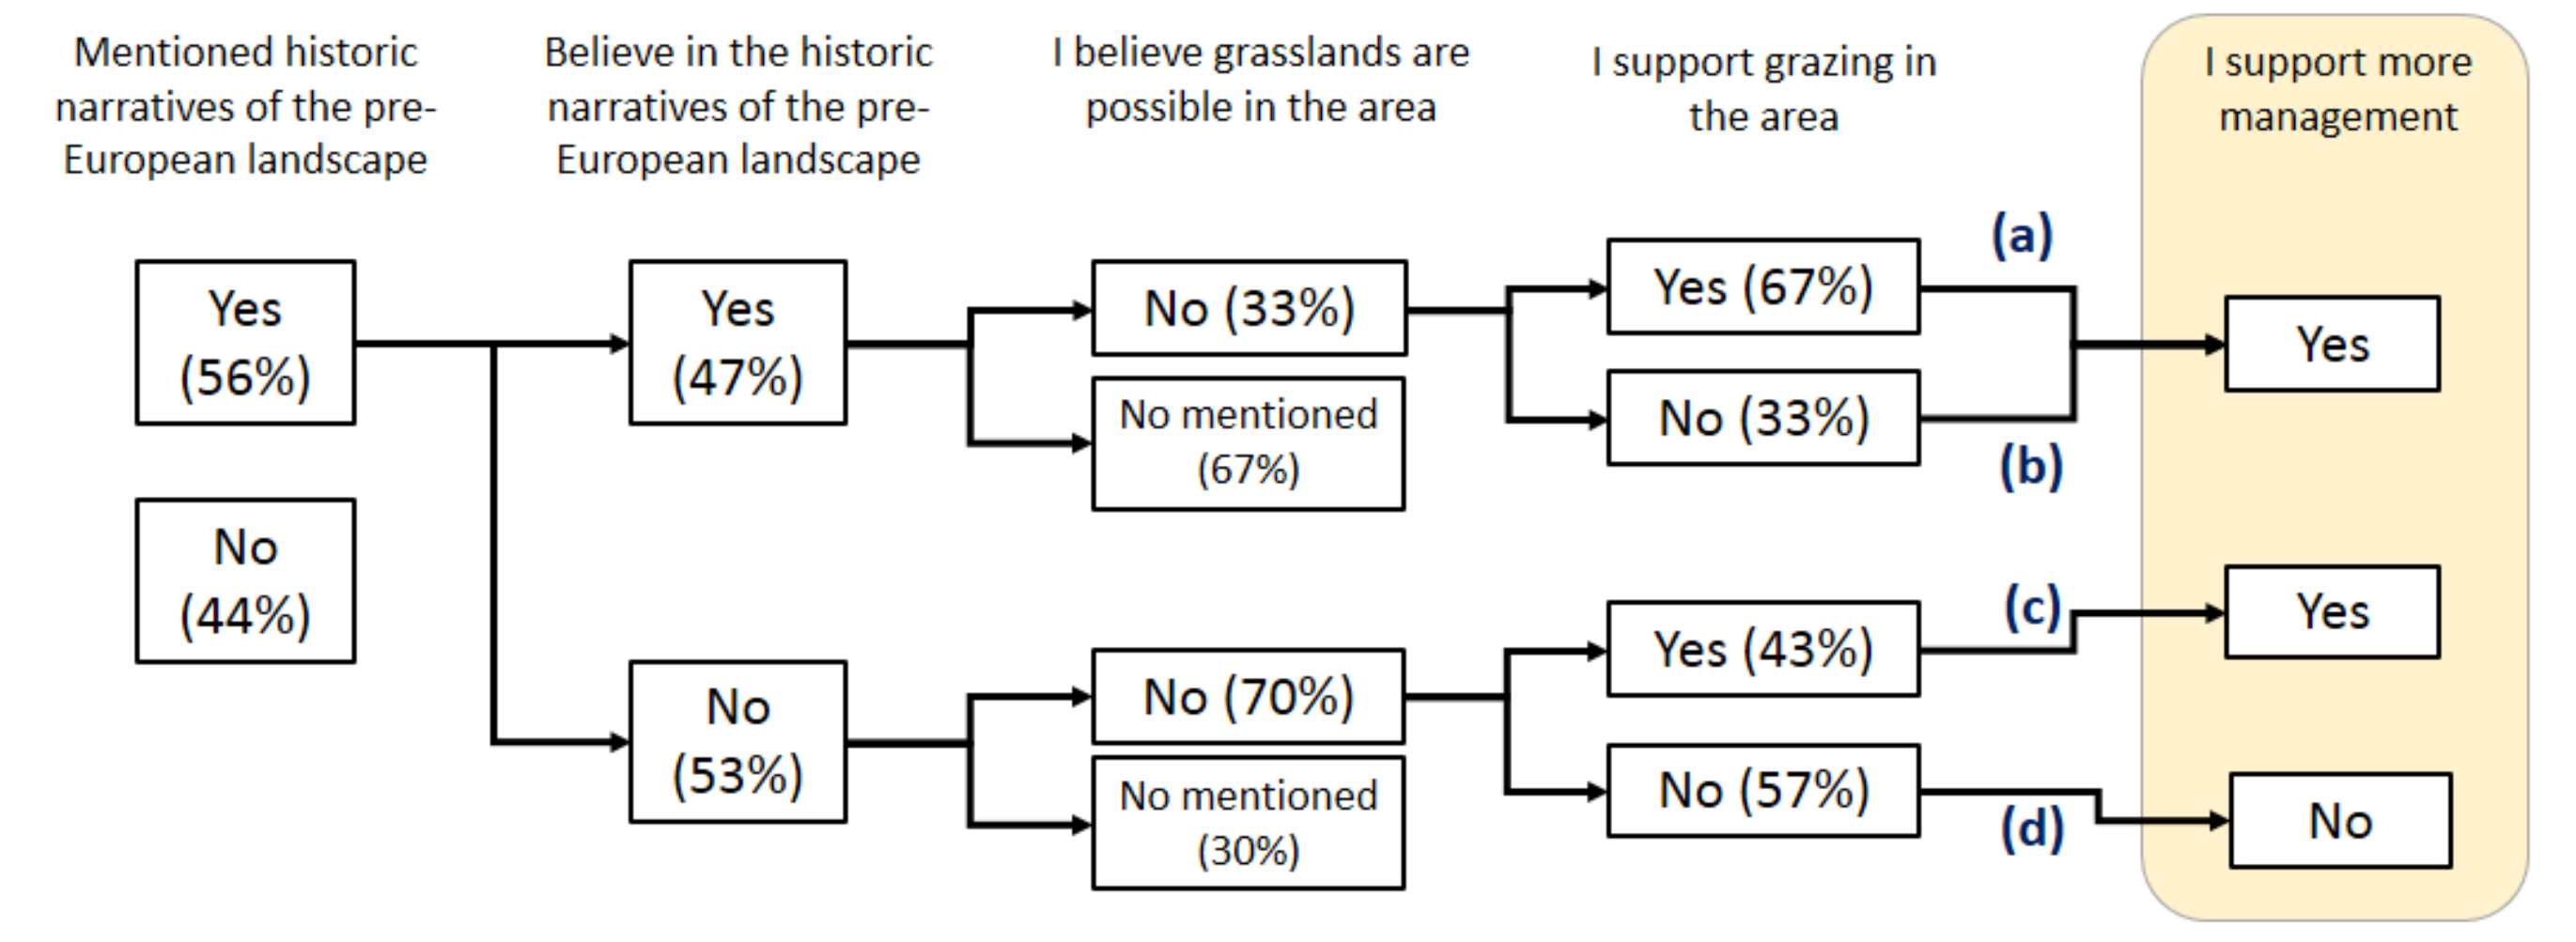 Mentioned historic
narratives of the pre-
European landscape
Believe in the historic
narratives of the pre-
European landscape
I believe grasslands are
possible in the area
I support grazing in
the area
I support more
management
Yes
(56%)
No
(44%)
Yes
(47%)
No
(53%)
No (33%)
No mentioned
(67%)
No (70%)
No mentioned
(30%)
Yes (67%)
No (33%)
Yes (43%)
No (57%)
(a)
(b)
(c)
(d)
Yes
Yes
No